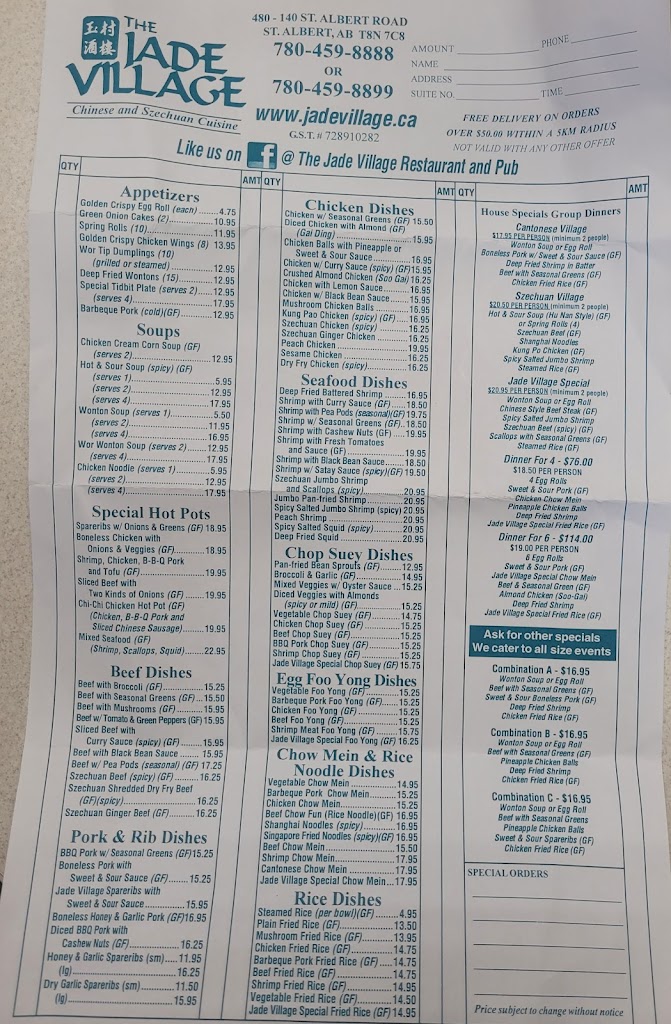 玉村
酒樓
THE
JADE
VILLAGE
Chinese and Szechuan Cuisine
480 - 140 ST. ALBERT ROAD
ST. ALBERT, AB T8N 7C8
780-459-8888
OR
780-459-8899
www.jadevillage.ca
G.S.T. # 728910282
AMOUNT PHONE
NAME
ADDRESS
SUITE NO. TIME
FREE DELIVERY ON ORDERS
OVER $50.00 WITHIN A 5KM RADIUS
NOT VALID WITH ANY OTHER OFFER
Like us on f @ The Jade Village Restaurant and Pub
QTY AMT QTY AMT QTY AMT
Appetizers
Golden Crispy Egg Roll (each) ........ 4.75
Green Onion Cakes (2) ........ 10.95
Spring Rolls (10) ........ 11.95
Golden Crispy Chicken Wings (8) 13.95
Wor Tip Dumplings (10)
(grilled or steamed) ........ 12.95
Deep Fried Wontons (15) ........ 12.95
Special Tidbit Plate (serves 2) ........ 12.95
(serves 4) ........ 17.95
Barbeque Pork (cold)(GF) ........ 12.95
Soups
Chicken Cream Corn Soup (GF)
(serves 2) ........ 12.95
Hot & Sour Soup (spicy) (GF)
(serves 1) ........ 5.95
(serves 2) ........ 12.95
(serves 4) ........ 17.95
Wonton Soup (serves 1) ........ 5.50
(serves 2) ........ 11.95
(serves 4) ........ 16.95
Wor Wonton Soup (serves 2) ........ 12.95
(serves 4) ........ 17.95
Chicken Noodle (serves 1) ........ 5.95
(serves 2) ........ 12.95
(serves 4) ........ 17.95
Special Hot Pots
Spareribs w/ Onions & Greens (GF) 18.95
Boneless Chicken with
Onions & Veggies (GF) ........ 18.95
Shrimp, Chicken, B-B-Q Pork
and Tofu (GF) ........ 19.95
Sliced Beef with
Two Kinds of Onions (GF) ........ 19.95
Chi-Chi Chicken Hot Pot (GF)
(Chicken, B-B-Q Pork and
Sliced Chinese Sausage) ........ 19.95
Mixed Seafood (GF)
(Shrimp, Scallops, Squid) ........ 22.95
Beef Dishes
Beef with Broccoli (GF) ........ 15.25
Beef with Seasonal Greens (GF) ........ 15.50
Beef with Mushrooms (GF) ........ 15.95
Beef w/ Tomato & Green Peppers (GF) 15.95
Sliced Beef with
Curry Sauce (spicy) (GF) ........ 15.95
Beef with Black Bean Sauce ........ 15.95
Beef w/ Pea Pods (seasonal) (GF) 17.25
Szechuan Beef (spicy) (GF) ........ 16.25
Szechuan Shredded Dry Fry Beef
(GF)(spicy) ........ 16.25
Szechuan Ginger Beef (GF) ........ 16.25
Pork & Rib Dishes
BBQ Pork w/ Seasonal Greens (GF)15.25
Boneless Pork with
Sweet & Sour Sauce (GF) ........ 15.25
Jade Village Spareribs with
Sweet & Sour Sauce ........ 15.95
Boneless Honey & Garlic Pork (GF)16.95
Diced BBQ Pork with
Cashew Nuts (GF) ........ 16.25
Honey & Garlic Spareribs (sm) ........ 11.95
(lg) ........ 16.25
Dry Garlic Spareribs (sm) ........ 11.50
(lg) ........ 15.95
Chicken Dishes
Chicken w/ Seasonal Greens (GF) 15.50
Diced Chicken with Almond (GF)
(Gai Ding) ........ 15.95
Chicken Balls with Pineapple or
Sweet & Sour Sauce ........ 16.95
Chicken w/ Curry Sauce (spicy) (GF)15.95
Crushed Almond Chicken (Soo Gai) 16.25
Chicken with Lemon Sauce ........ 16.95
Chicken w/ Black Bean Sauce ........ 15.95
Mushroom Chicken Balls ........ 16.95
Kung Pao Chicken (spicy) (GF) ........ 16.95
Szechuan Chicken (spicy) ........ 16.25
Szechuan Ginger Chicken ........ 16.25
Peach Chicken ........ 19.95
Sesame Chicken ........ 16.25
Dry Fry Chicken (spicy) ........ 16.25
Seafood Dishes
Deep Fried Battered Shrimp ........ 16.95
Shrimp with Curry Sauce (GF) ........ 18.50
Shrimp with Pea Pods (seasonal)(GF) 19.75
Shrimp w/ Seasonal Greens (GF) .. 18.50
Shrimp with Cashew Nuts (GF) ........ 19.95
Shrimp with Fresh Tomatoes
and Sauce (GF) ........ 19.95
Shrimp with Black Bean Sauce ........ 18.50
Shrimp w/ Satay Sauce (spicy)(GF) 19.50
Szechuan Jumbo Shrimp
and Scallops (spicy) ........ 20.95
Jumbo Pan-fried Shrimp ........ 20.95
Spicy Salted Jumbo Shrimp (spicy) 20.95
Peach Shrimp ........ 20.95
Spicy Salted Squid (spicy) ........ 20.95
Deep Fried Squid ........ 20.95
Chop Suey Dishes
Pan-fried Bean Sprouts (GF) ........ 12.95
Broccoli & Garlic (GF) ........ 14.95
Mixed Veggies w/ Oyster Sauce ... 15.25
Diced Veggies with Almonds
(spicy or mild) (GF) ........ 15.25
Vegetable Chop Suey (GF) ........ 14.75
Chicken Chop Suey (GF) ........ 15.25
Beef Chop Suey (GF) ........ 15.25
BBQ Pork Chop Suey (GF) ........ 15.25
Shrimp Chop Suey (GF) ........ 15.25
Jade Village Special Chop Suey (GF) 15.75
Egg Foo Yong Dishes
Vegetable Foo Yong (GF) ........ 15.25
Barbeque Pork Foo Yong (GF) ........ 15.25
Chicken Foo Yong (GF) ........ 15.25
Beef Foo Yong (GF) ........ 15.25
Shrimp Meat Foo Yong (GF) ........ 15.75
Jade Village Special Foo Yong (GF) 16.25
Chow Mein & Rice
Noodle Dishes
Vegetable Chow Mein ........ 14.95
Barbeque Pork Chow Mein ........ 15.25
Chicken Chow Mein ........ 15.25
Beef Chow Fun (Rice Noodle)(GF) 16.95
Shanghai Noodles (spicy) ........ 16.95
Singapore Fried Noodles (spicy)(GF) 16.95
Beef Chow Mein ........ 15.50
Shrimp Chow Mein ........ 17.95
Cantonese Chow Mein ........ 17.95
Jade Village Special Chow Mein ... 17.95
Rice Dishes
Steamed Rice (per bowl)(GF) ........ 4.95
Plain Fried Rice (GF) ........ 13.50
Mushroom Fried Rice (GF) ........ 13.95
Chicken Fried Rice (GF) ........ 14.75
Barbeque Pork Fried Rice (GF) .... 14.75
Beef Fried Rice (GF) ........ 14.75
Shrimp Fried Rice (GF) ........ 14.95
Vegetable Fried Rice (GF) ........ 14.50
Jade Village Special Fried Rice (GF) 14.95
House Specials Group Dinners
Cantonese Village
$17.95 PER PERSON (minimum 2 people)
Wonton Soup or Egg Roll
Boneless Pork w/ Sweet & Sour Sauce (GF)
Deep Fried Shrimp in Batter
Beef with Seasonal Greens (GF)
Chicken Fried Rice (GF)
Szechuan Village
$20.50 PER PERSON (minimum 2 people)
Hot & Sour Soup (Hu Nan Style) (GF)
or Spring Rolls (4)
Szechuan Beef (GF)
Shanghai Noodles
Kung Po Chicken (GF)
Spicy Salted Jumbo Shrimp
Steamed Rice (GF)
Jade Village Special
$20.95 PER PERSON (minimum 2 people)
Wonton Soup or Egg Roll
Chinese Style Beef Steak (GF)
Spicy Salted Jumbo Shrimp
Szechuan Beef (spicy) (GF)
Scallops with Seasonal Greens (GF)
Steamed Rice (GF)
Dinner For 4 - $76.00
$18.50 PER PERSON
4 Egg Rolls
Sweet & Sour Pork (GF)
Chicken Chow Mein
Pineapple Chicken Balls
Deep Fried Shrimp
Jade Village Special Fried Rice (GF)
Dinner For 6 - $114.00
$19.00 PER PERSON
6 Egg Rolls
Sweet & Sour Pork (GF)
Jade Village Special Chow Mein
Beef & Seasonal Green (GF)
Almond Chicken (Soo-Gai)
Deep Fried Shrimp
Jade Village Special Fried Rice (GF)
Ask for other specials
We cater to all size events
Combination A - $16.95
Wonton Soup or Egg Roll
Beef with Seasonal Greens (GF)
Sweet & Sour Boneless Pork (GF)
Deep Fried Shrimp
Chicken Fried Rice (GF)
Combination B - $16.95
Wonton Soup or Egg Roll
Beef with Seasonal Greens (GF)
Pineapple Chicken Balls
Deep Fried Shrimp
Chicken Fried Rice (GF)
Combination C - $16.95
Wonton Soup or Egg Roll
Beef with Seasonal Greens
Pineapple Chicken Balls
Sweet & Sour Spareribs (GF)
Chicken Fried Rice (GF)
SPECIAL ORDERS
Price subject to change without notice